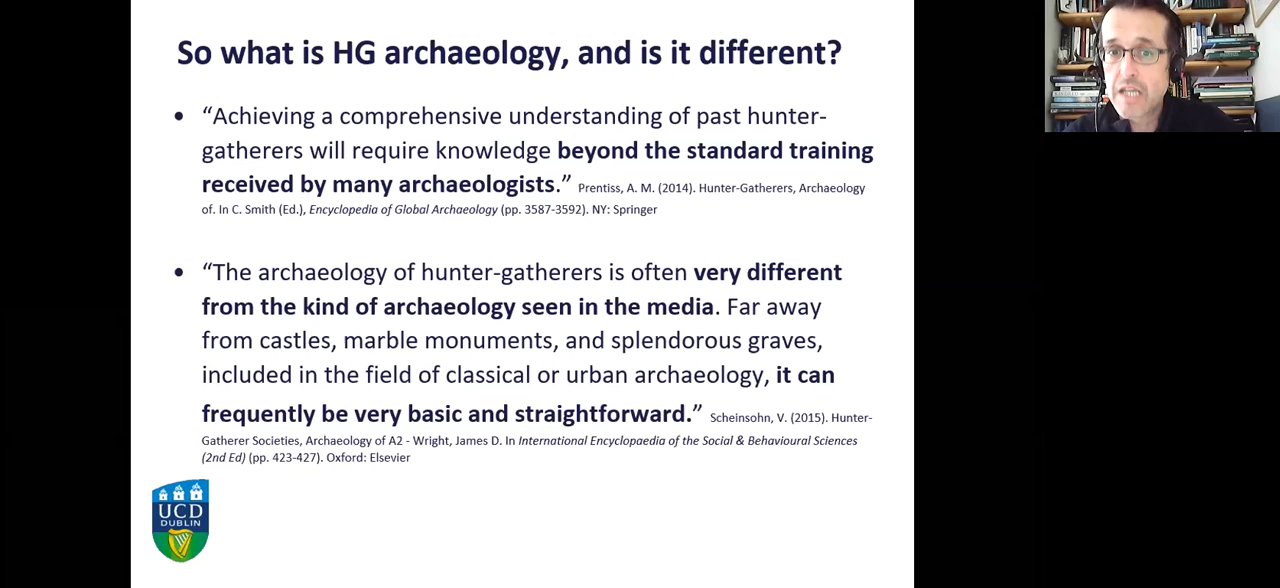 So what is HG archaeology, and is it different?
• “Achieving a comprehensive understanding of past hunter-
gatherers will require knowledge beyond the standard training
received by many archaeologists.” Prentiss, A. M. (2014). Hunter-Gatherers, Archaeology
of. In C. Smith (Ed.), Encyclopedia of Global Archaeology (pp. 3587-3592). NY: Springer
• “The archaeology of hunter-gatherers is often very different
from the kind of archaeology seen in the media. Far away
from castles, marble monuments, and splendorous graves,
included in the field of classical or urban archaeology, it can
frequently be very basic and straightforward.” Scheinsohn, V. (2015). Hunter-
Gatherer Societies, Archaeology of A2 - Wright, James D. In International Encyclopaedia of the Social & Behavioural Sciences
(2nd Ed) (pp. 423-427). Oxford: Elsevier
UCD
DUBLIN